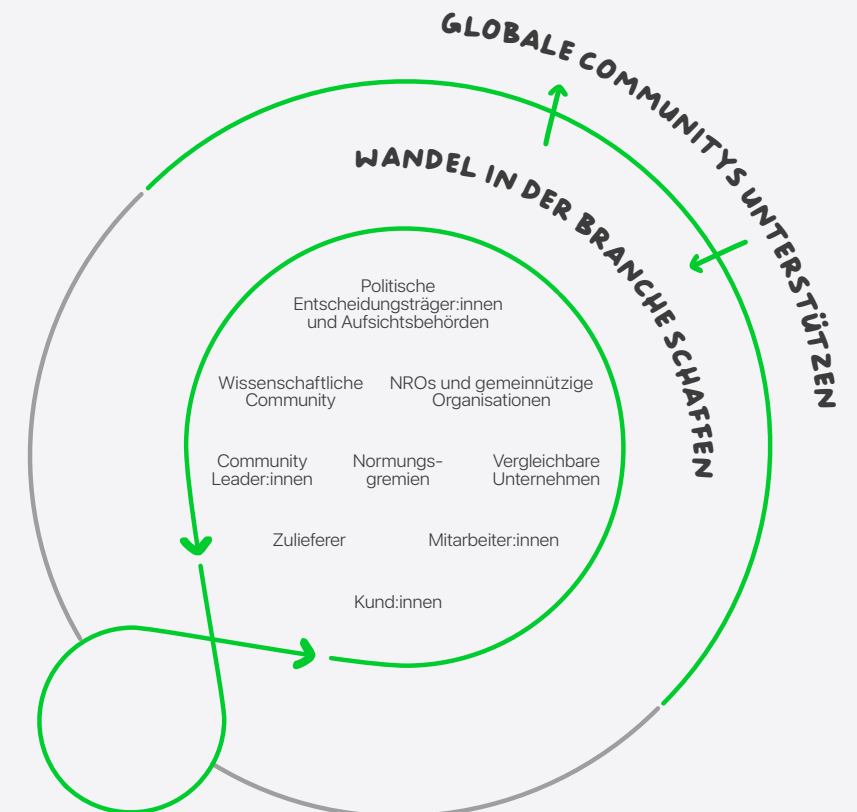 GLOBALE COMMUNITYS UNTERSTÜTZEN
WANDEL IN DER BRANCHE SCHAFFEN
Politische
Entscheidungsträger:innen
und Aufsichtsbehörden
Wissenschaftliche
Community
NROs und gemeinnützige
Organisationen
Community
Leader:innen
Normungs-
gremien
Vergleichbare
Unternehmen
Zulieferer
Mitarbeiter:innen
Kund:innen